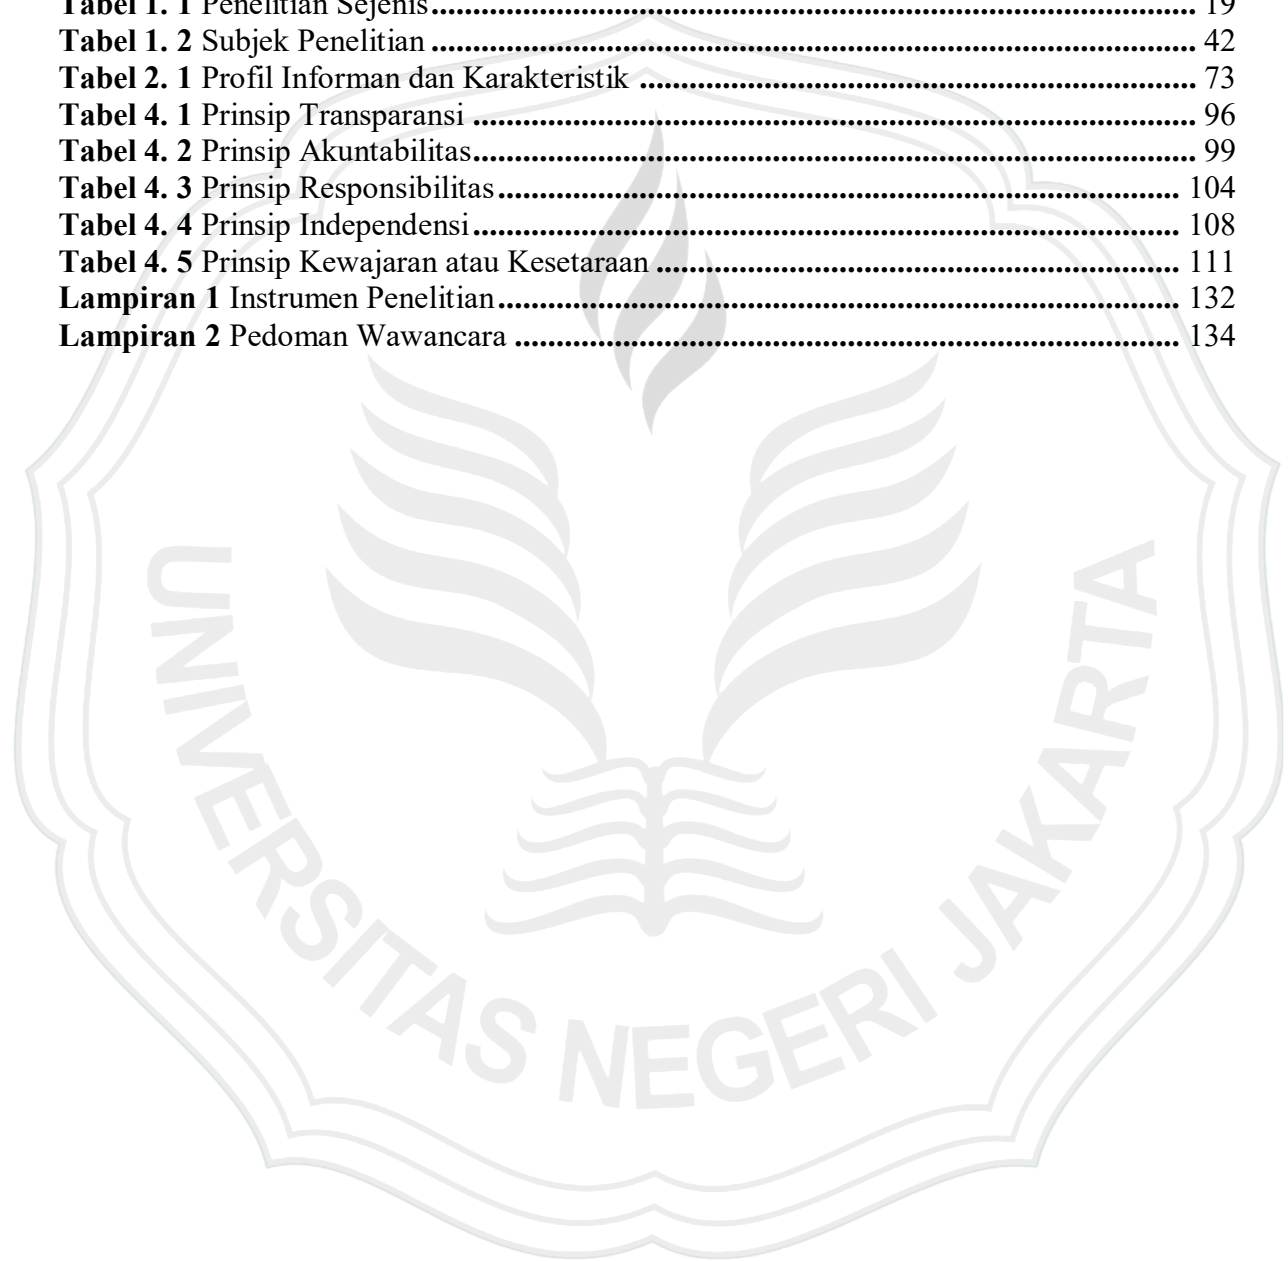 Tabel 1. 1 Penelitian Sejenis........................................................................................................ 19
Tabel 1. 2 Subjek Penelitian ........................................................................................................ 42
Tabel 2. 1 Profil Informan dan Karakteristik ............................................................................ 73
Tabel 4. 1 Prinsip Transparansi ................................................................................................... 96
Tabel 4. 2 Prinsip Akuntabilitas................................................................................................... 99
Tabel 4. 3 Prinsip Responsibilitas.............................................................................................. 104
Tabel 4. 4 Prinsip Independensi................................................................................................. 108
Tabel 4. 5 Prinsip Kewajaran atau Kesetaraan ........................................................................ 111
Lampiran 1 Instrumen Penelitian.............................................................................................. 132
Lampiran 2 Pedoman Wawancara ............................................................................................ 134
UNIVERSITAS NEGERI JAKARTA